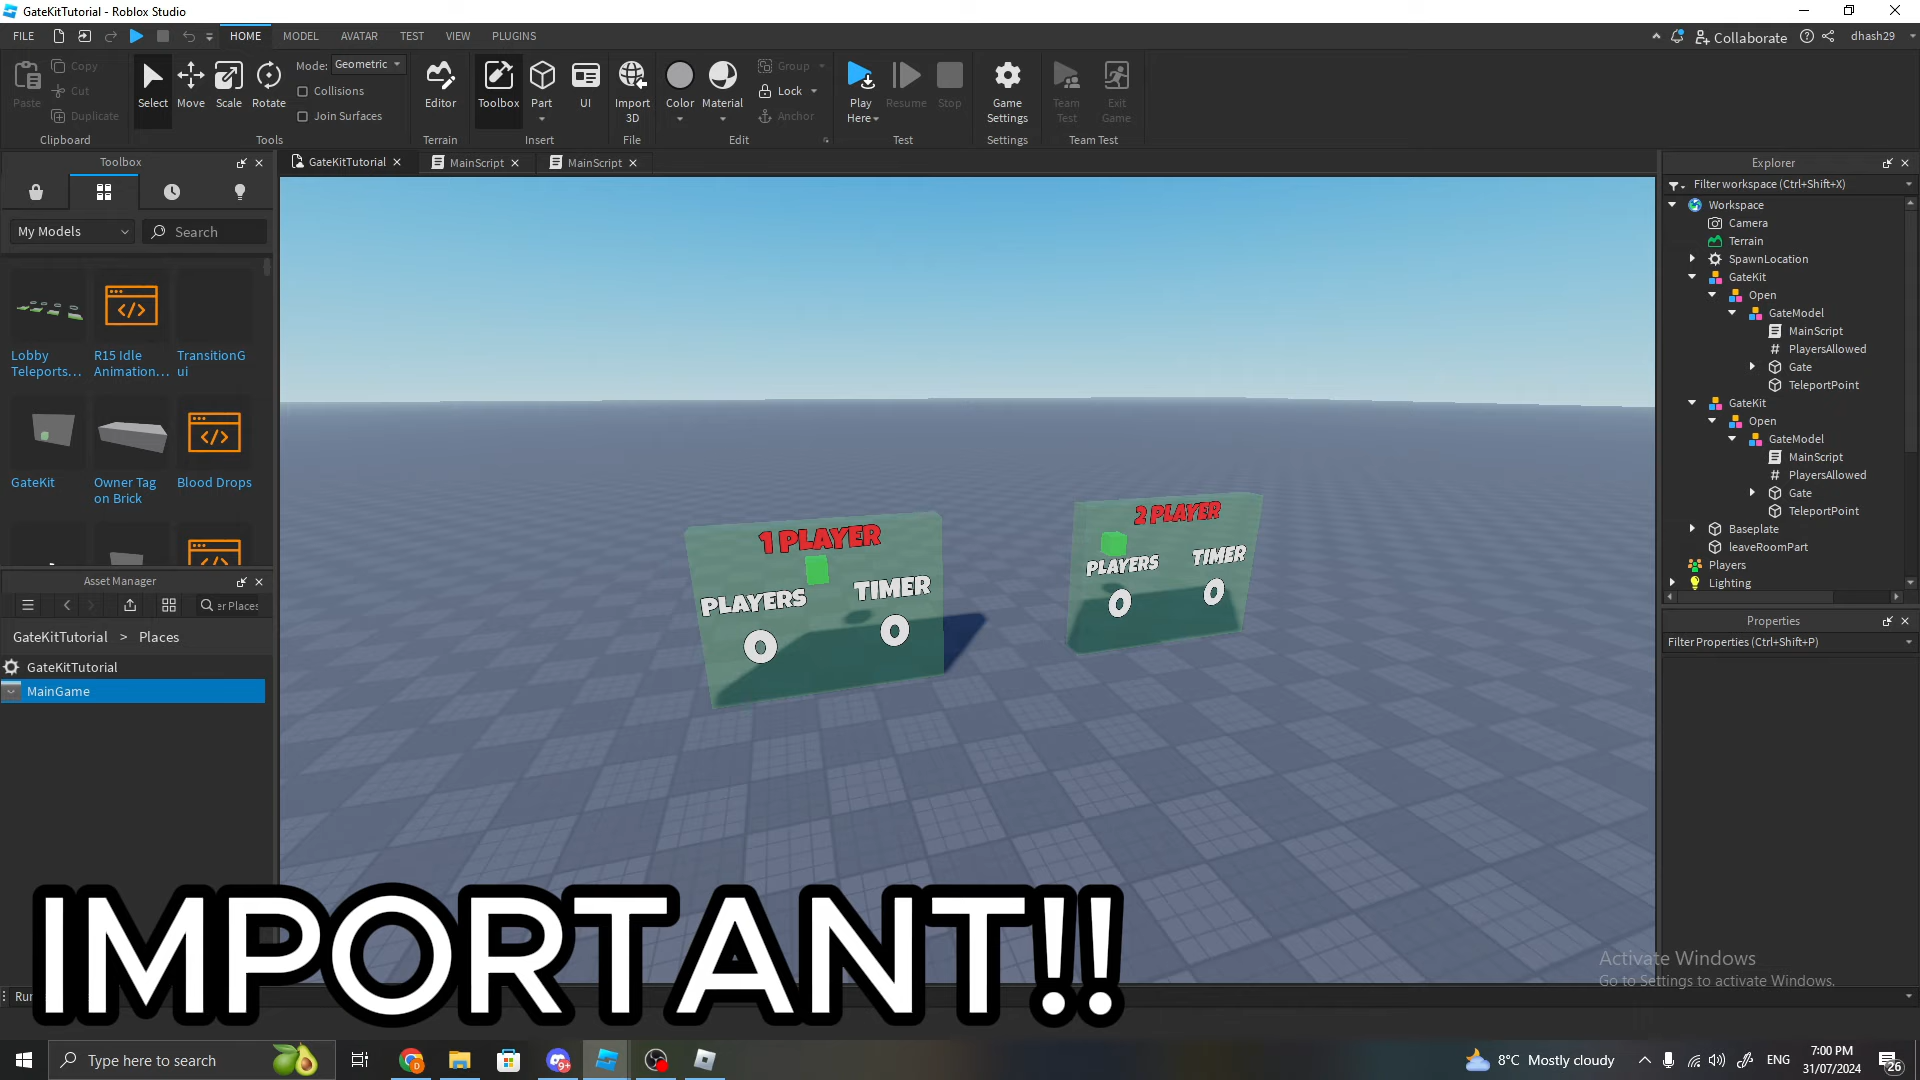 GateKitTutorial - Roblox Studio
FILE HOME MODEL AVATAR TEST VIEW PLUGINS Collaborate dhash29
Paste Copy Cut Duplicate Clipboard
Select Move Scale Rotate Mode: Geometric Collisions Join Surfaces Tools
Editor Terrain
Toolbox Part UI Insert
Import 3D File
Color Material Group Lock Anchor Edit
Play Here Resume Stop Test
Game Settings Settings
Team Test Exit Game Team Test
Toolbox
GateKitTutorial MainScript MainScript
My Models Search
Lobby Teleports...
R15 Idle Animation...
TransitionG ui
GateKit
Owner Tag on Brick
Blood Drops
Asset Manager
er Places
GateKitTutorial > Places
GateKitTutorial
MainGame
1 PLAYER
PLAYERS TIMER
0 0
2 PLAYER
PLAYERS TIMER
0 0
Explorer
Filter workspace (Ctrl+Shift+X)
Workspace
Camera
Terrain
SpawnLocation
GateKit
Open
GateModel
MainScript
# PlayersAllowed
Gate
TeleportPoint
GateKit
Open
GateModel
MainScript
# PlayersAllowed
Gate
TeleportPoint
Baseplate
leaveRoomPart
Players
Lighting
Properties
Filter Properties (Ctrl+Shift+P)
IMPORTANT!!
Activate Windows
Go to Settings to activate Windows.
Type here to search
9+
8°C Mostly cloudy
ENG
7:00 PM
31/07/2024
26